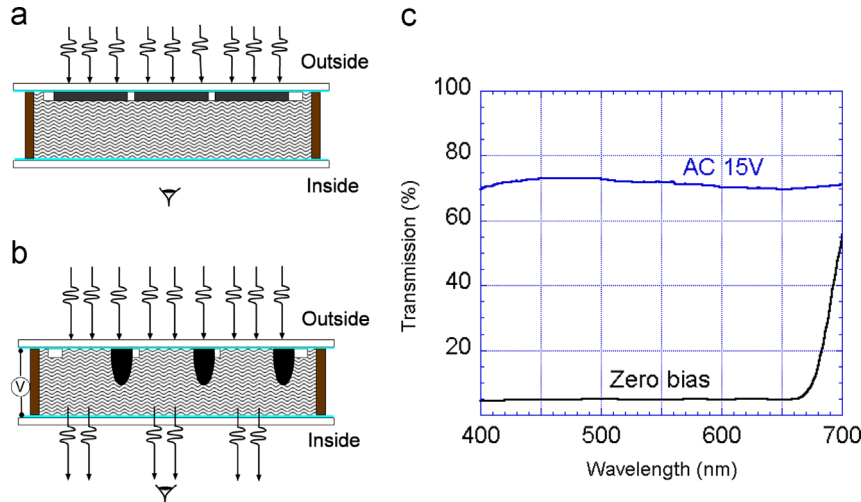 a
Outside
Inside
b
Outside
V
Inside
c
100
80
60
40
20
AC 15V
Zero bias
Transmission (%)
400 500 600 700
Wavelength (nm)